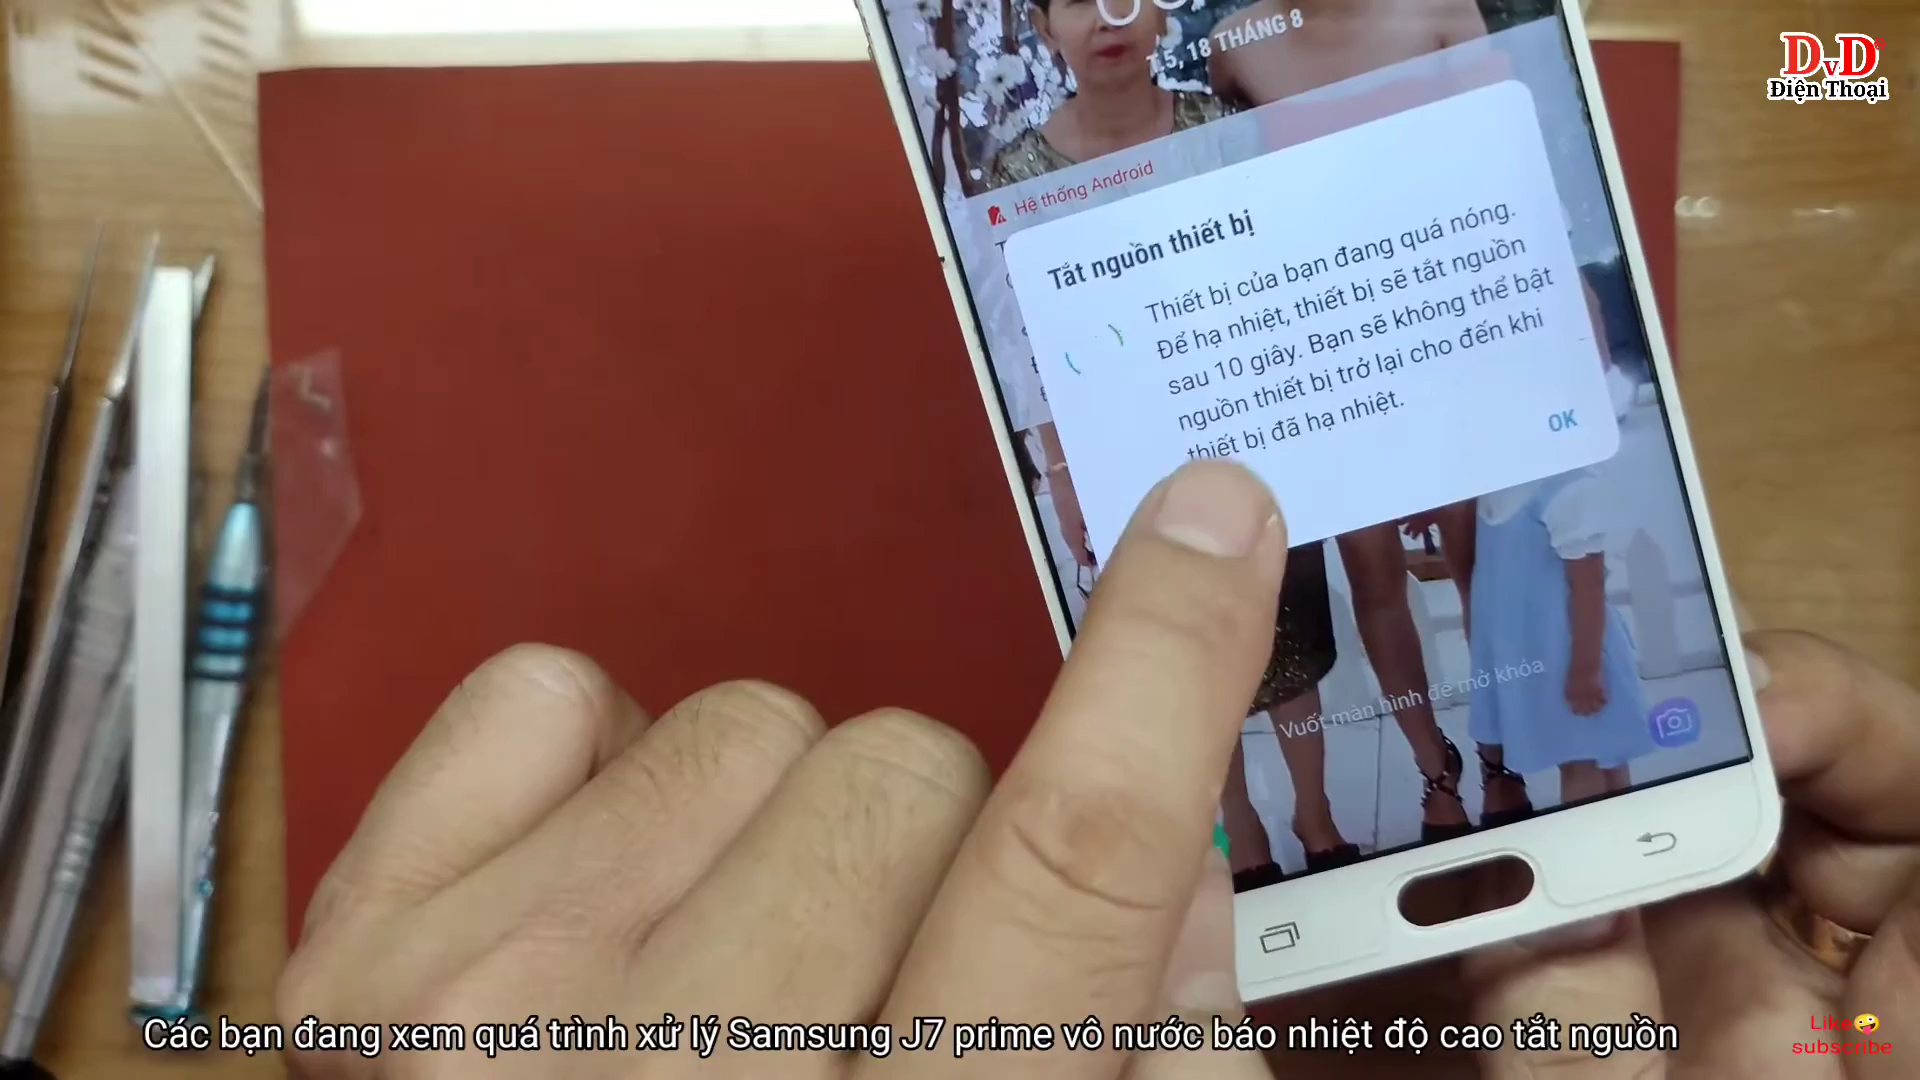 DVD
Điện Thoại
T.5, 18 THÁNG 8
Hệ thống Android
Tắt nguồn thiết bị
Thiết bị của bạn đang quá nóng.
Để hạ nhiệt, thiết bị sẽ tắt nguồn
sau 10 giây. Bạn sẽ không thể bật
nguồn thiết bị trở lại cho đến khi
thiết bị đã hạ nhiệt.
OK
Vuốt màn hình để mở khóa
Các bạn đang xem quá trình xử lý Samsung J7 prime vô nước báo nhiệt độ cao tắt nguồn
Like🤪
subscribe